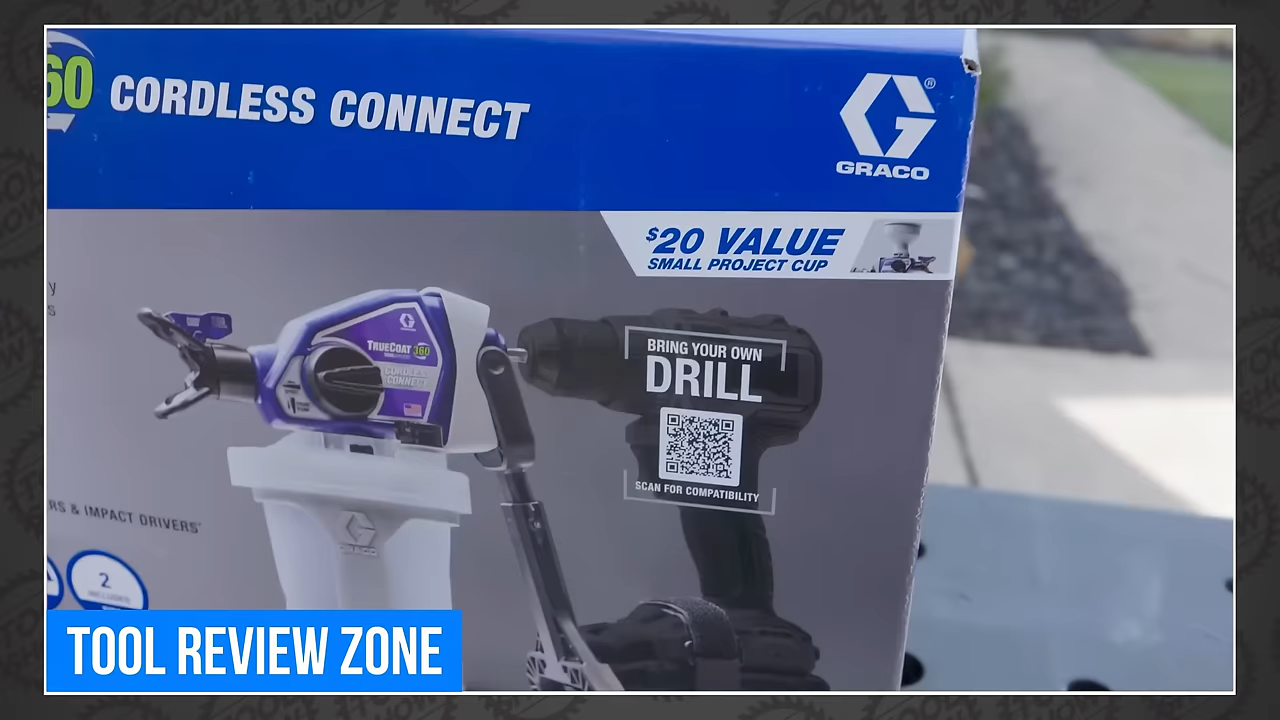 60 CORDLESS CONNECT
GRACO
$20 VALUE
SMALL PROJECT CUP
TRUECOAT 360
CORDLESS
CONNECT
BRING YOUR OWN
DRILL
SCAN FOR COMPATIBILITY
y
s
RS & IMPACT DRIVERS*
GRACO
2
INCLUDED
TOOL REVIEW ZONE